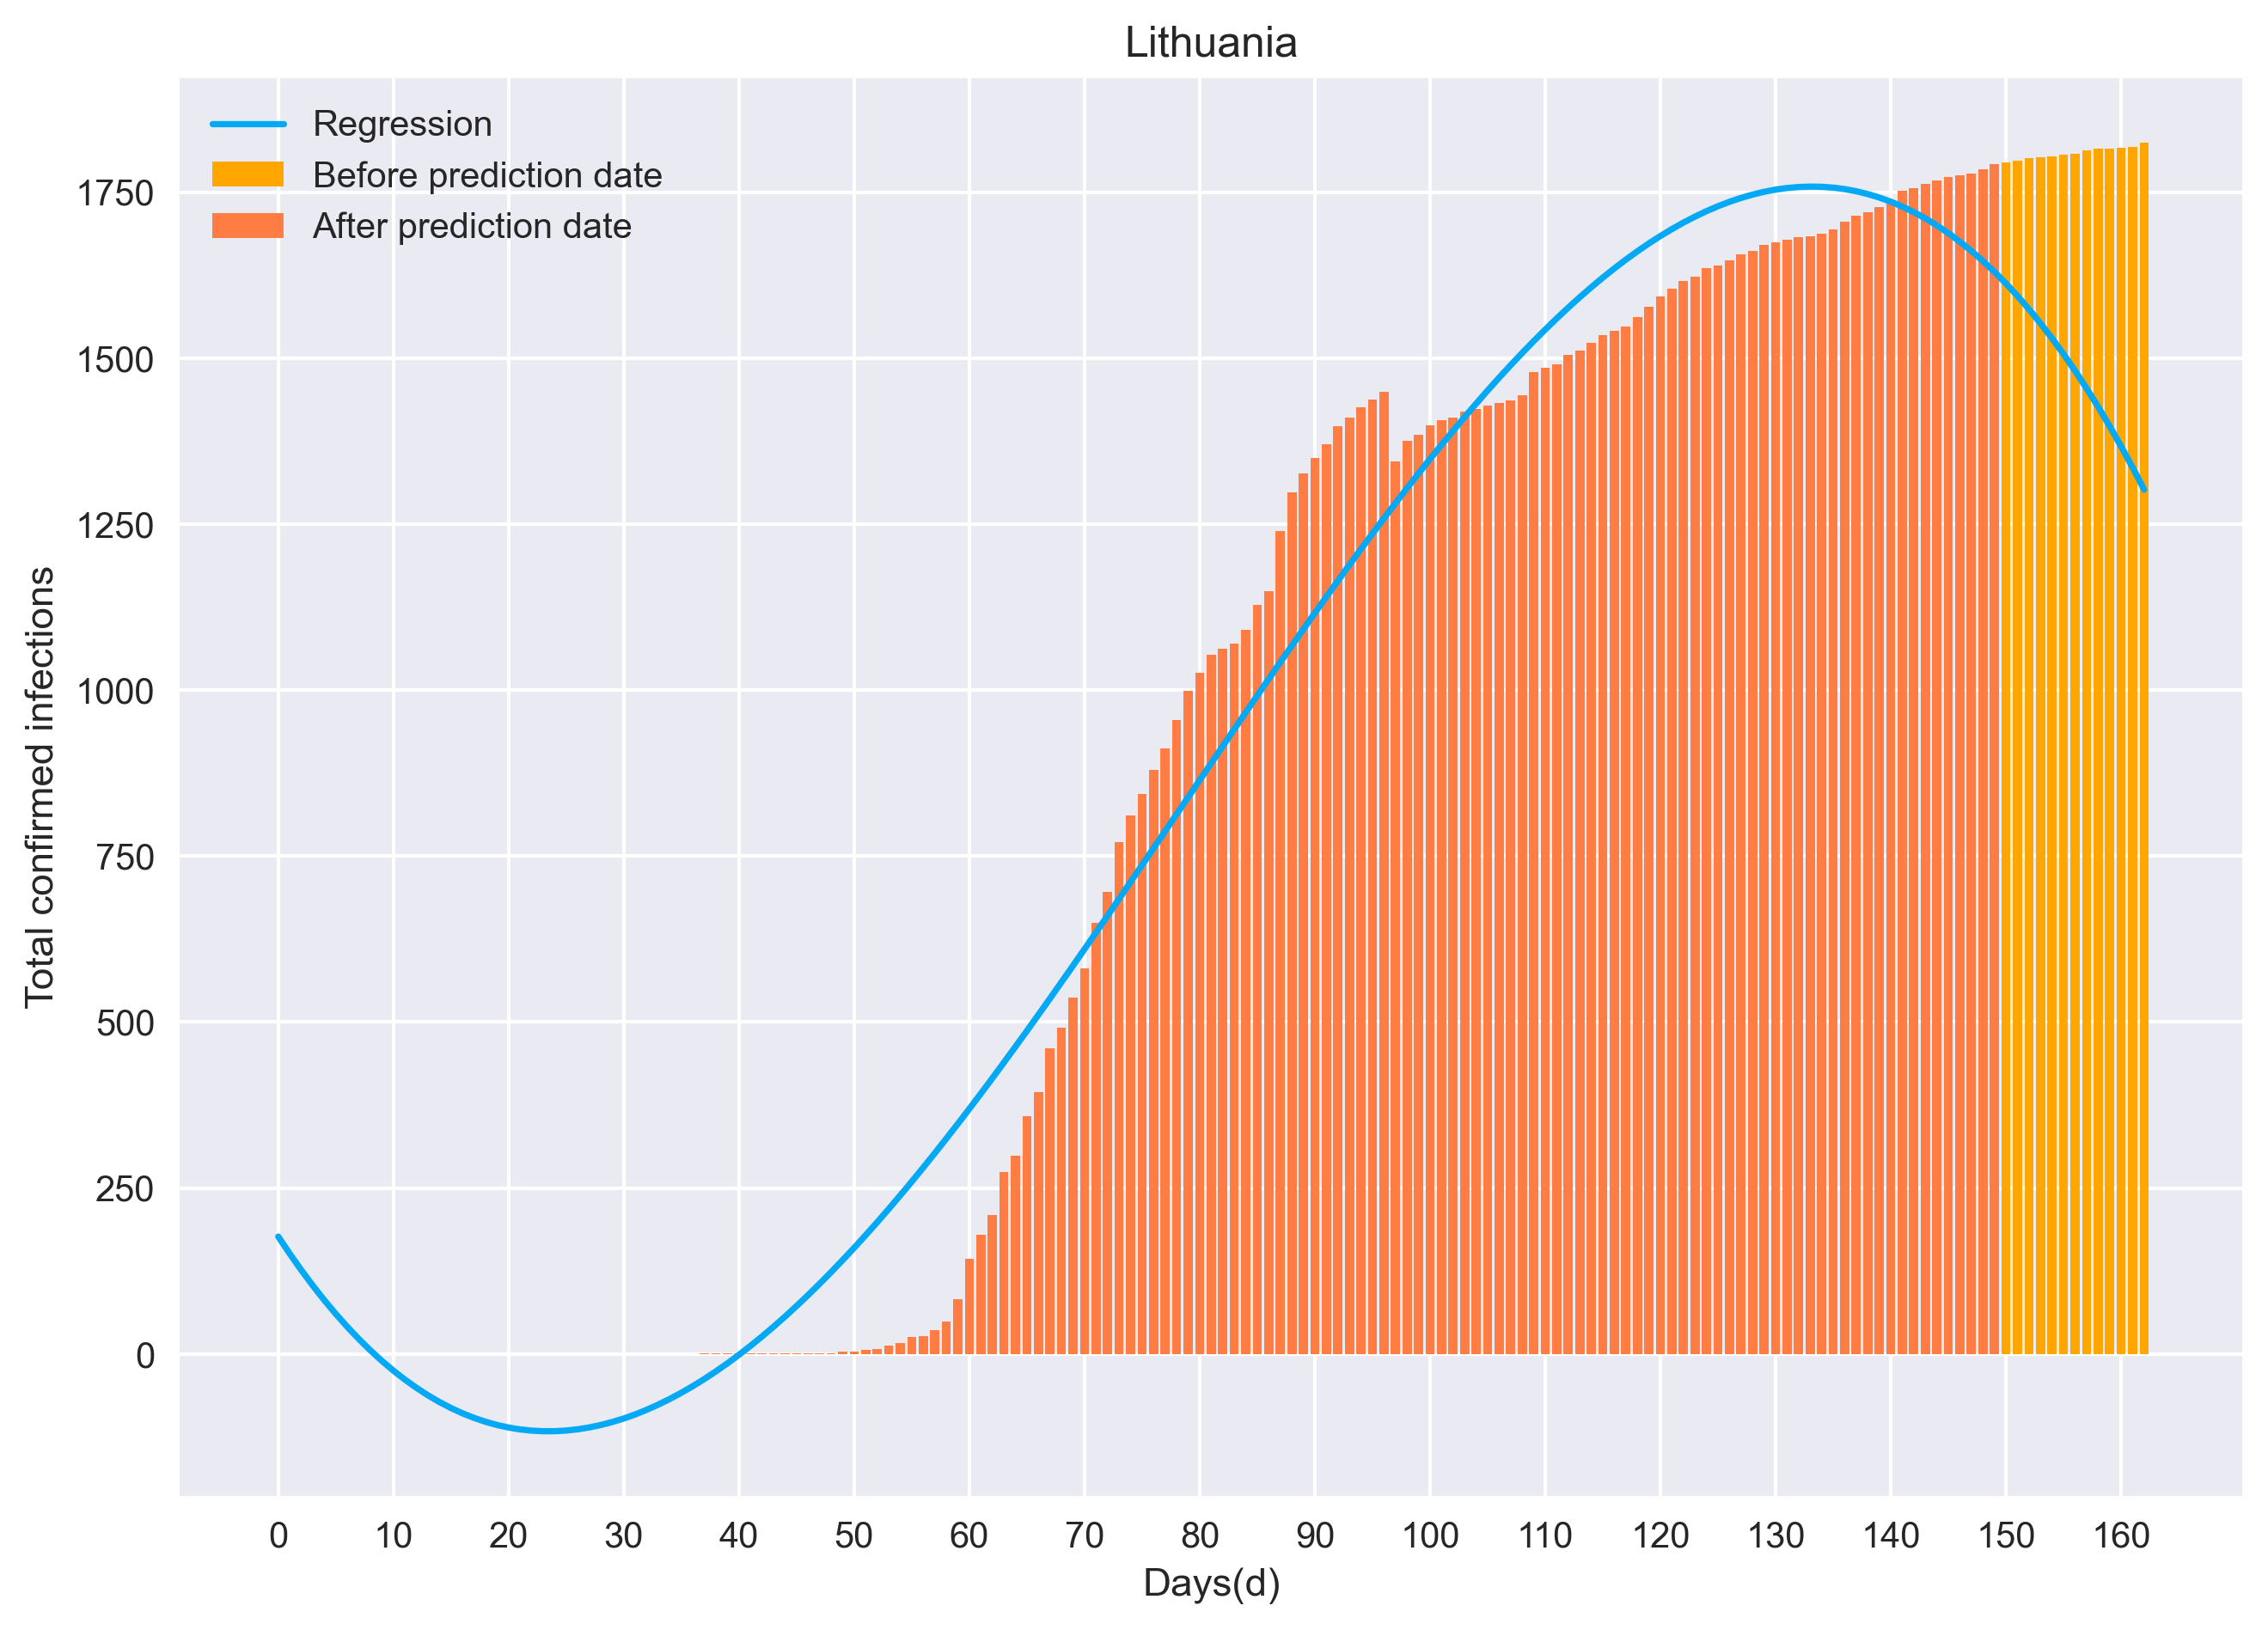 Lithuania
Regression
Before prediction date
After prediction date
1750
1500
1250
1000
750
500
250
0
Total confirmed infections
0 10 20 30 40 50 60 70 80 90 100 110 120 130 140 150 160
Days(d)